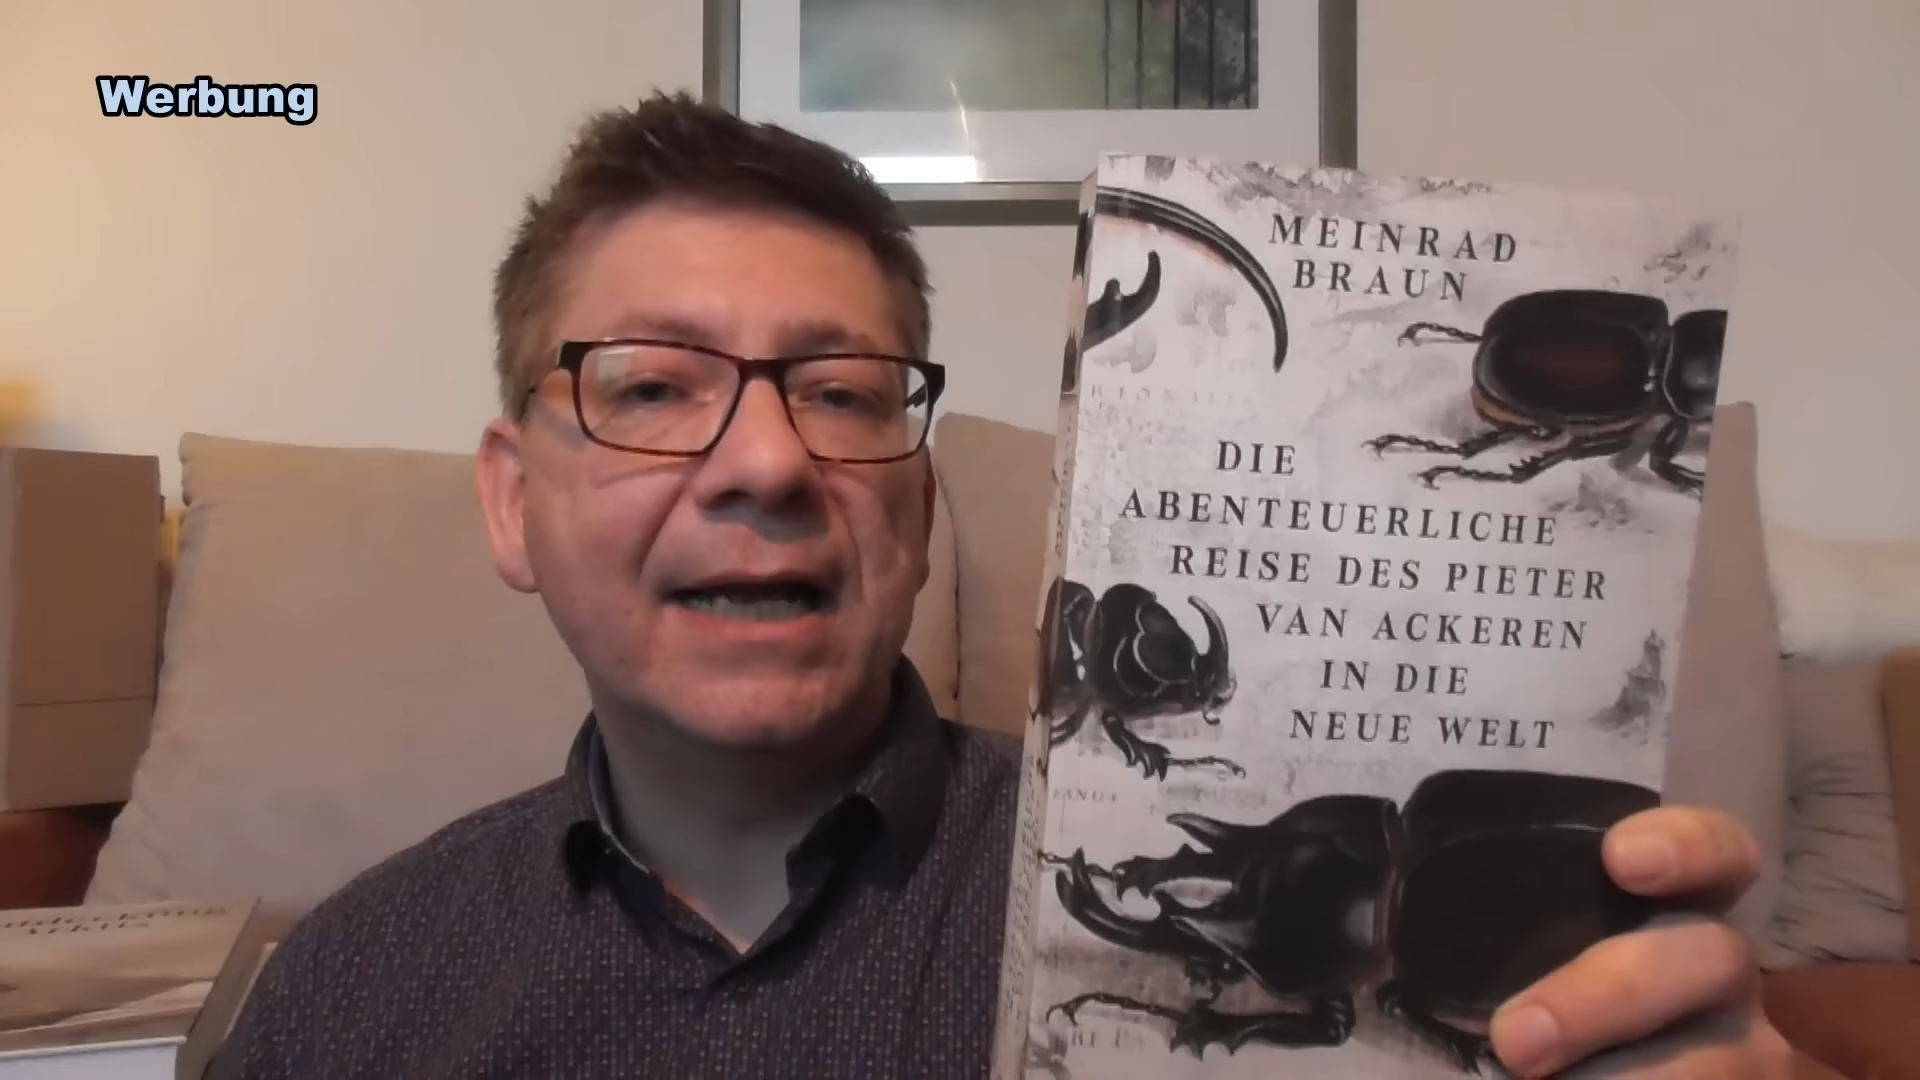 Werbung
MEINRAD
BRAUN
DIE
ABENTEUERLICHE
REISE DES PIETER
VAN ACKEREN
IN DIE
NEUE WELT